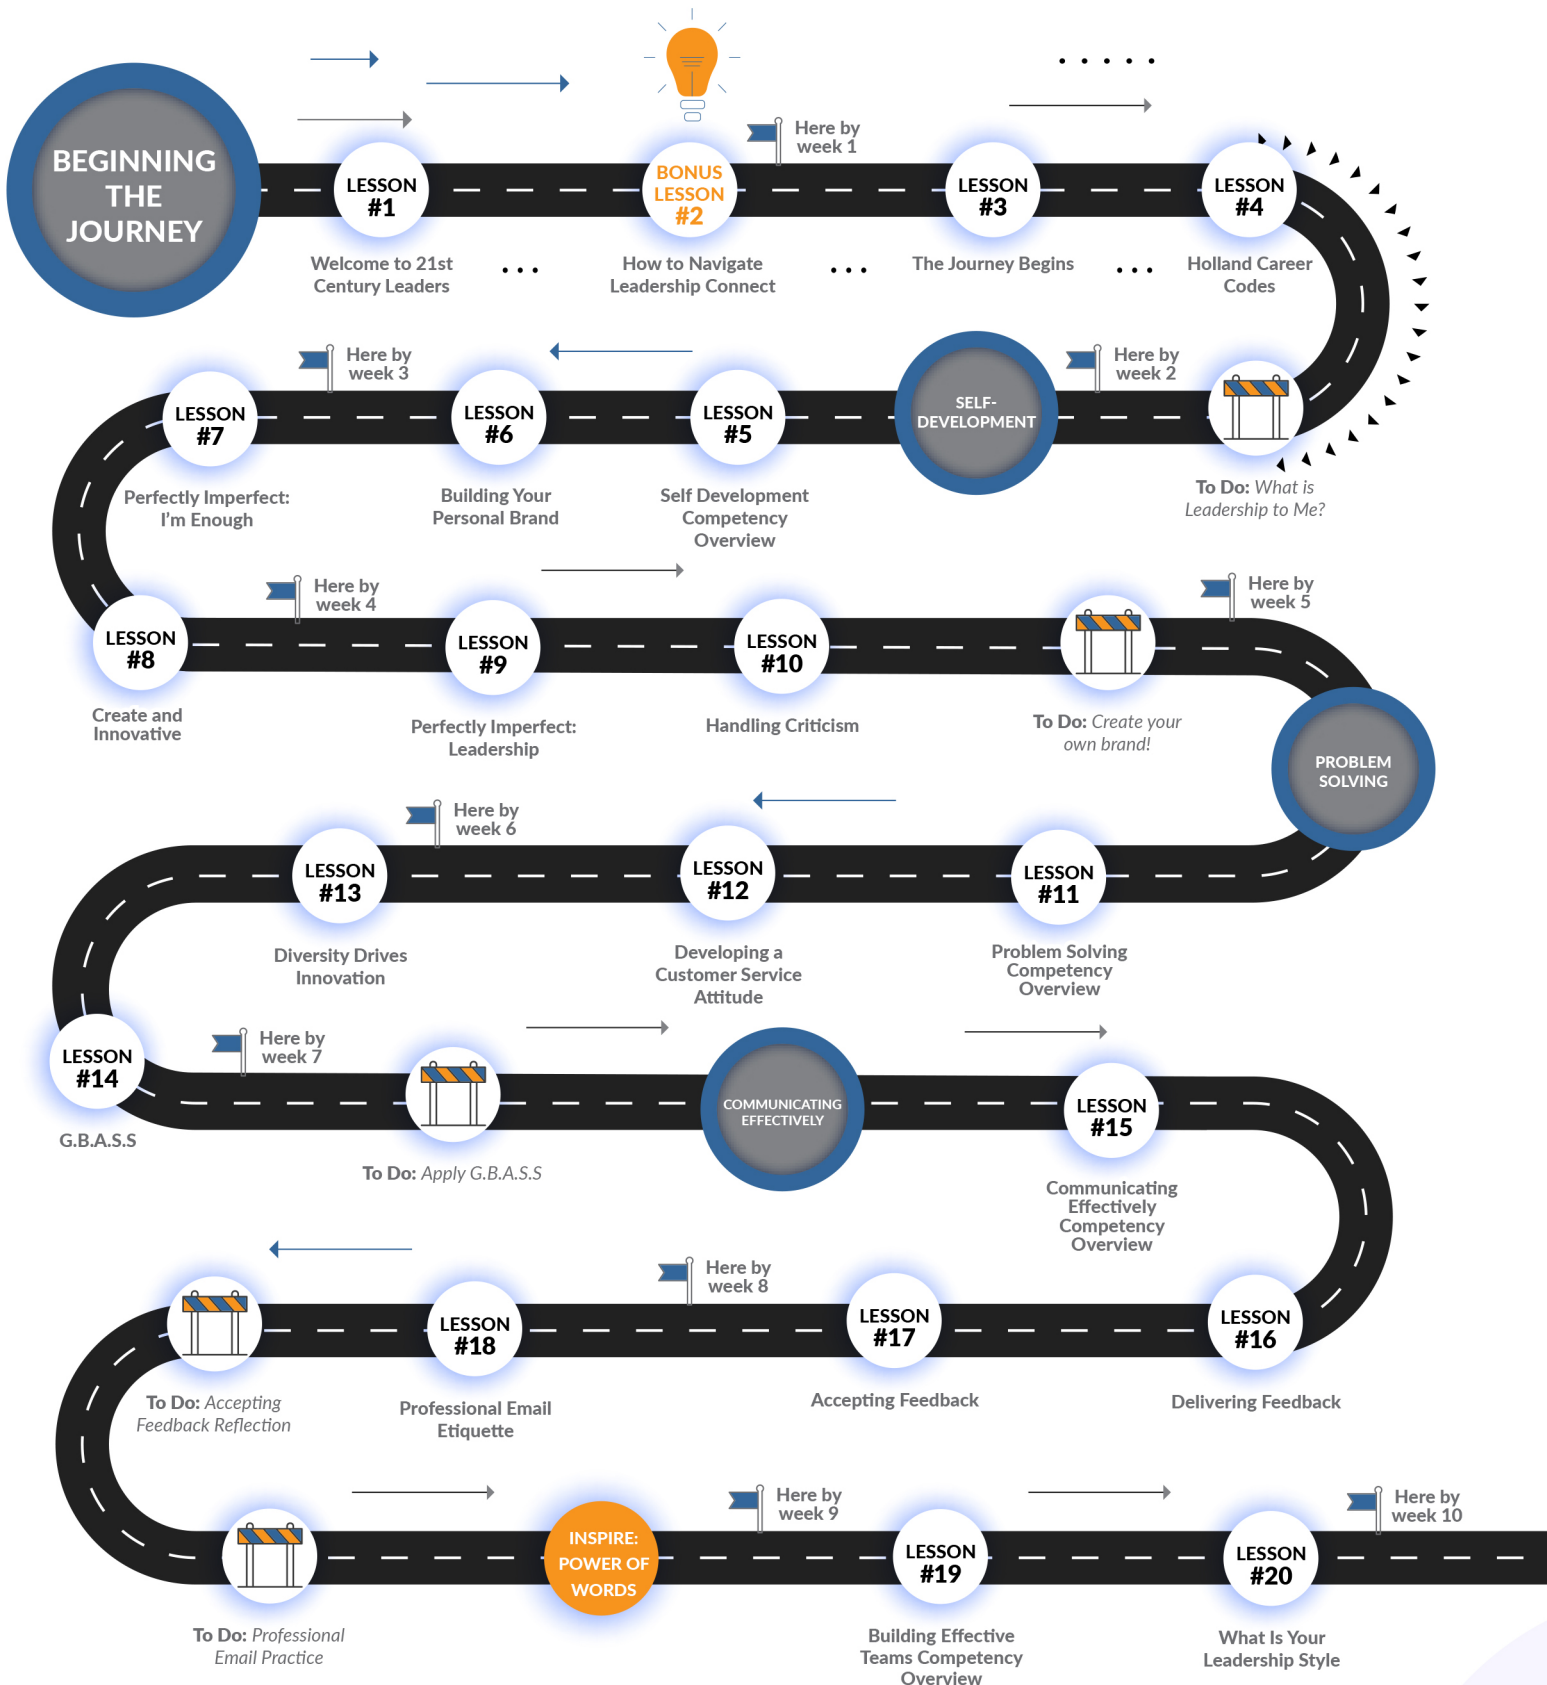 BEGINNING
THE
JOURNEY
LESSON
#1
Welcome to 21st
Century Leaders
BONUS
LESSON
#2
How to Navigate
Leadership Connect
Here by
week 1
LESSON
#3
The Journey Begins
LESSON
#4
Holland Career
Codes
To Do: What is
Leadership to Me?
Here by
week 2
SELF-
DEVELOPMENT
LESSON
#5
Self Development
Competency
Overview
LESSON
#6
Building Your
Personal Brand
Here by
week 3
LESSON
#7
Perfectly Imperfect:
I'm Enough
LESSON
#8
Create and
Innovative
Here by
week 4
LESSON
#9
Perfectly Imperfect:
Leadership
LESSON
#10
Handling Criticism
To Do: Create your
own brand!
Here by
week 5
PROBLEM
SOLVING
LESSON
#11
Problem Solving
Competency
Overview
LESSON
#12
Developing a
Customer Service
Attitude
Here by
week 6
LESSON
#13
Diversity Drives
Innovation
LESSON
#14
G.B.A.S.S
Here by
week 7
To Do: Apply G.B.A.S.S
COMMUNICATING
EFFECTIVELY
LESSON
#15
Communicating
Effectively
Competency
Overview
LESSON
#16
Delivering Feedback
LESSON
#17
Accepting Feedback
Here by
week 8
LESSON
#18
Professional Email
Etiquette
To Do: Accepting
Feedback Reflection
To Do: Professional
Email Practice
INSPIRE:
POWER OF
WORDS
Here by
week 9
LESSON
#19
Building Effective
Teams Competency
Overview
LESSON
#20
What Is Your
Leadership Style
Here by
week 10